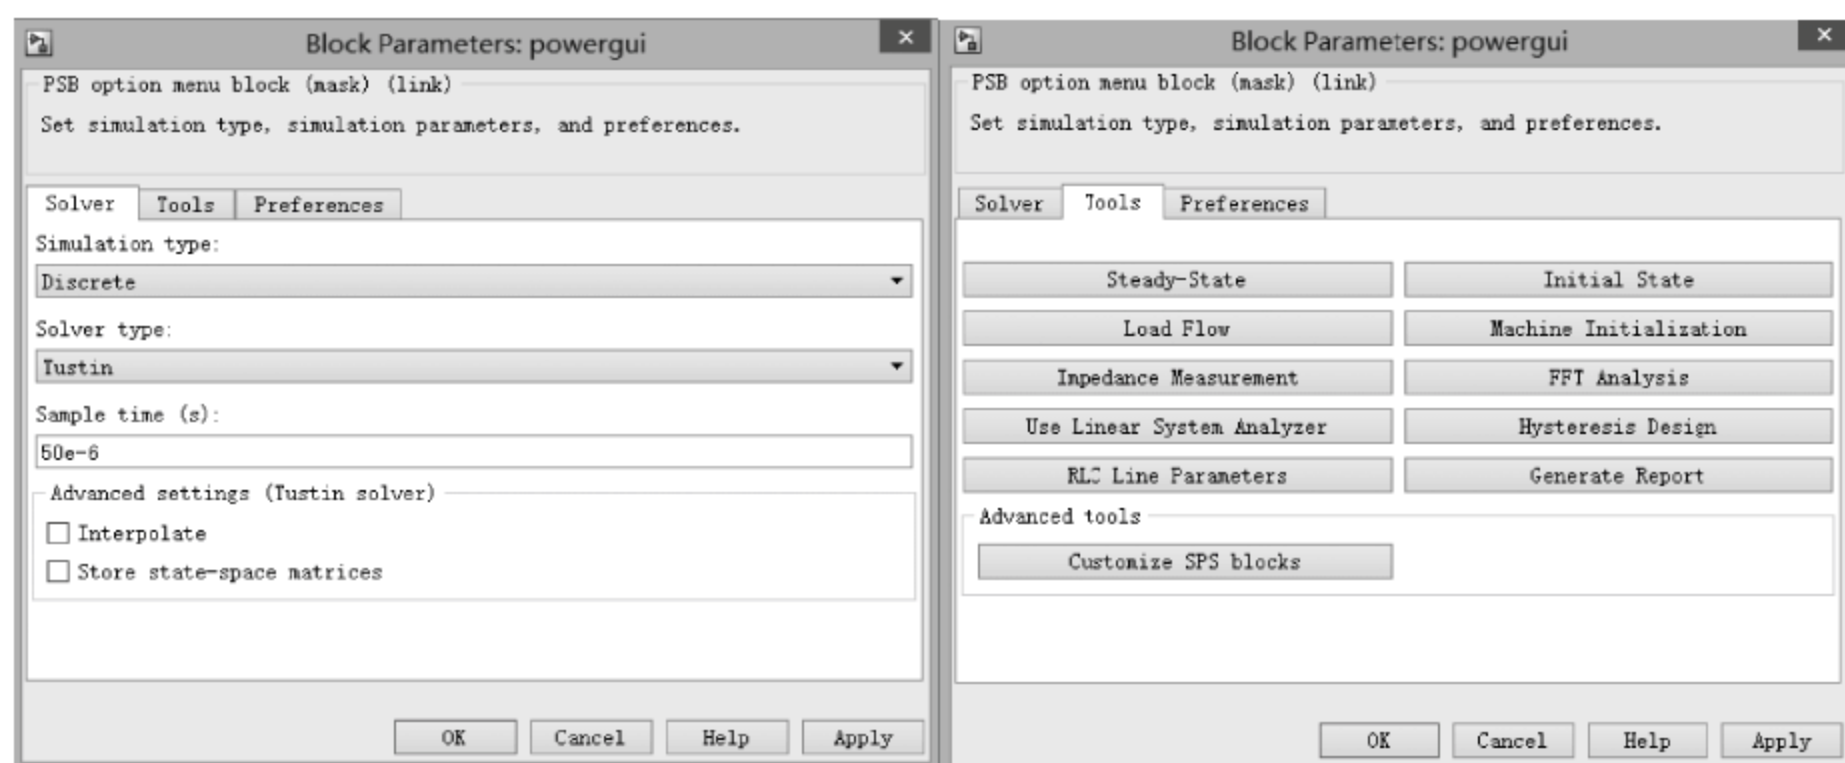 Block Parameters: powergui
PSB option menu block (mask) (link)
Set simulation type, simulation parameters, and preferences.
Solver Tools Preferences
Simulation type:
Discrete
Solver type:
Tustin
Sample time (s):
50e-6
Advanced settings (Tustin solver)
Interpolate
Store state-space matrices
OK Cancel Help Apply
Block Parameters: powergui
PSB option menu block (mask) (link)
Set simulation type, simulation parameters, and preferences.
Solver Tools Preferences
Steady-State Initial State
Load Flow Machine Initialization
Impedance Measurement FFT Analysis
Use Linear System Analyzer Hysteresis Design
RLC Line Parameters Generate Report
Advanced tools
Customize SPS blocks
OK Cancel Help Apply